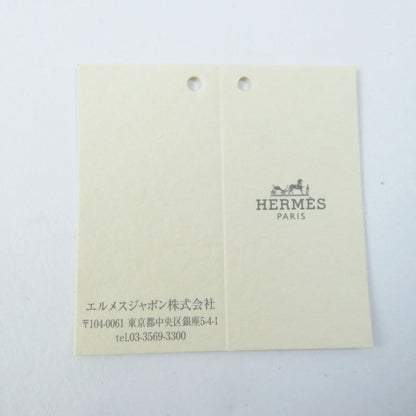 エルメスジャポン株式会社
〒104-0061 東京都中央区銀座5-4-1
tel.03-3569-3300
HERMÈS
PARIS